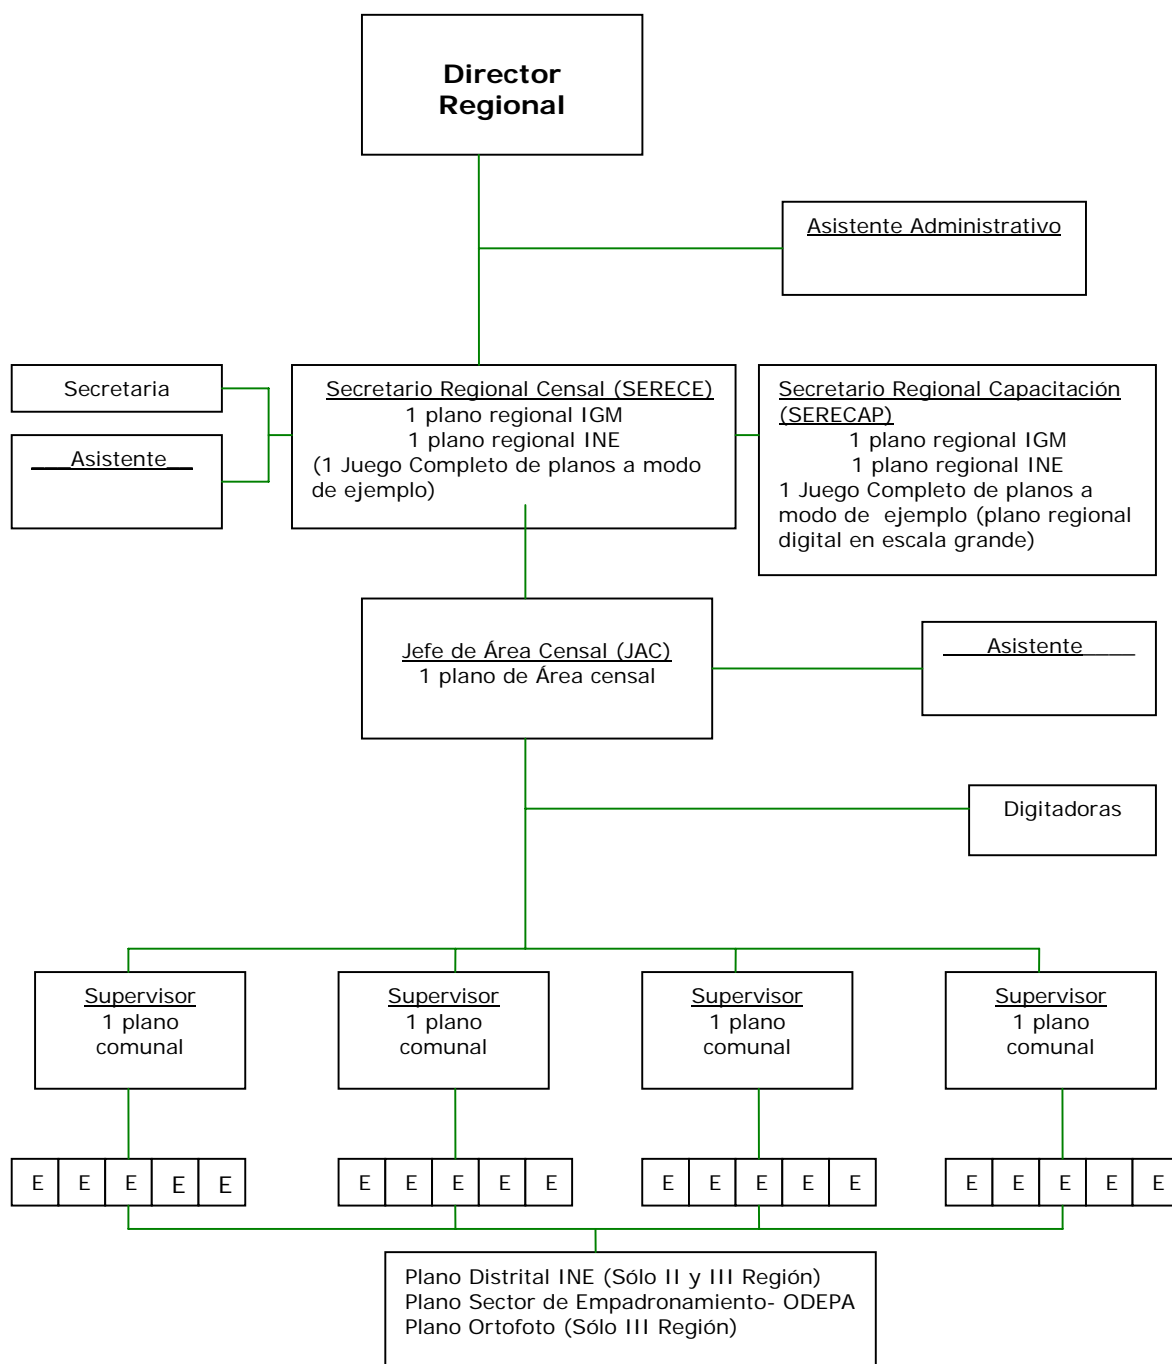 Director
Regional
Asistente Administrativo
Secretaria
___Asistente__
Secretario Regional Censal (SERECE)
1 plano regional IGM
1 plano regional INE
(1 Juego Completo de planos a modo
de ejemplo)
Secretario Regional Capacitación
(SERECAP)
1 plano regional IGM
1 plano regional INE
1 Juego Completo de planos a
modo de ejemplo (plano regional
digital en escala grande)
Jefe de Área Censal (JAC)
1 plano de Área censal
____Asistente_____
Digitadoras
Supervisor
1 plano
comunal
Supervisor
1 plano
comunal
Supervisor
1 plano
comunal
Supervisor
1 plano
comunal
E E E E E
E E E E E
E E E E E
E E E E E
Plano Distrital INE (Sólo II y III Región)
Plano Sector de Empadronamiento- ODEPA
Plano Ortofoto (Sólo III Región)